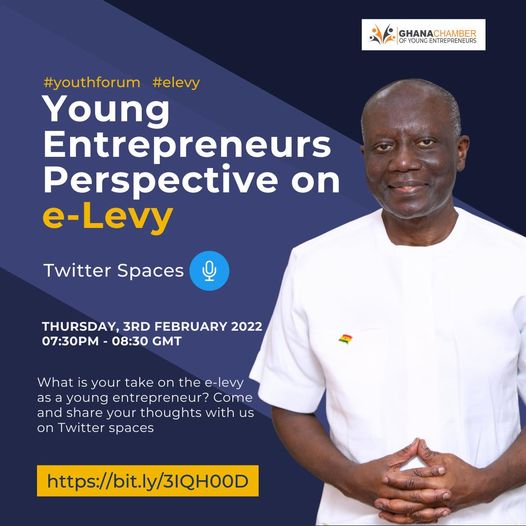 GHANACHAMBER
OF YOUNG ENTREPRENEURS
#youthforum #elevy
Young
Entrepreneurs
Perspective on
e-Levy
Twitter Spaces
THURSDAY, 3RD FEBRUARY 2022
07:30PM - 08:30 GMT
What is your take on the e-levy
as a young entrepreneur? Come
and share your thoughts with us
on Twitter spaces
https://bit.ly/3IQH00D